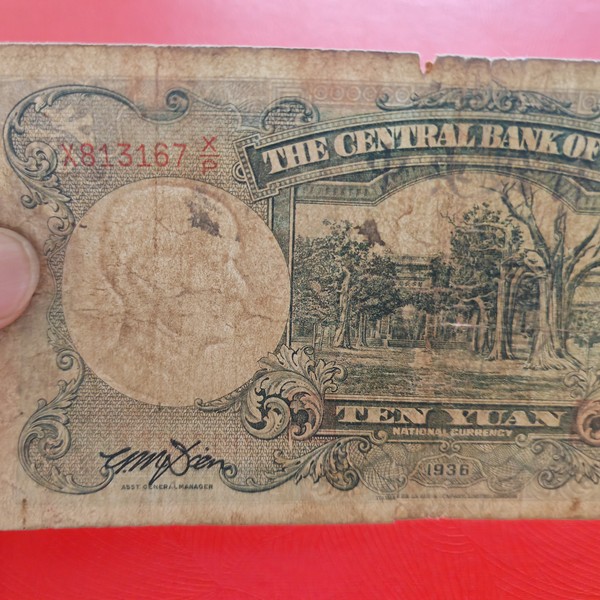 X813167 X/P
THE CENTRAL BANK OF
TEN YUAN
NATIONAL CURRENCY
1936
ASST GENERAL MANAGER